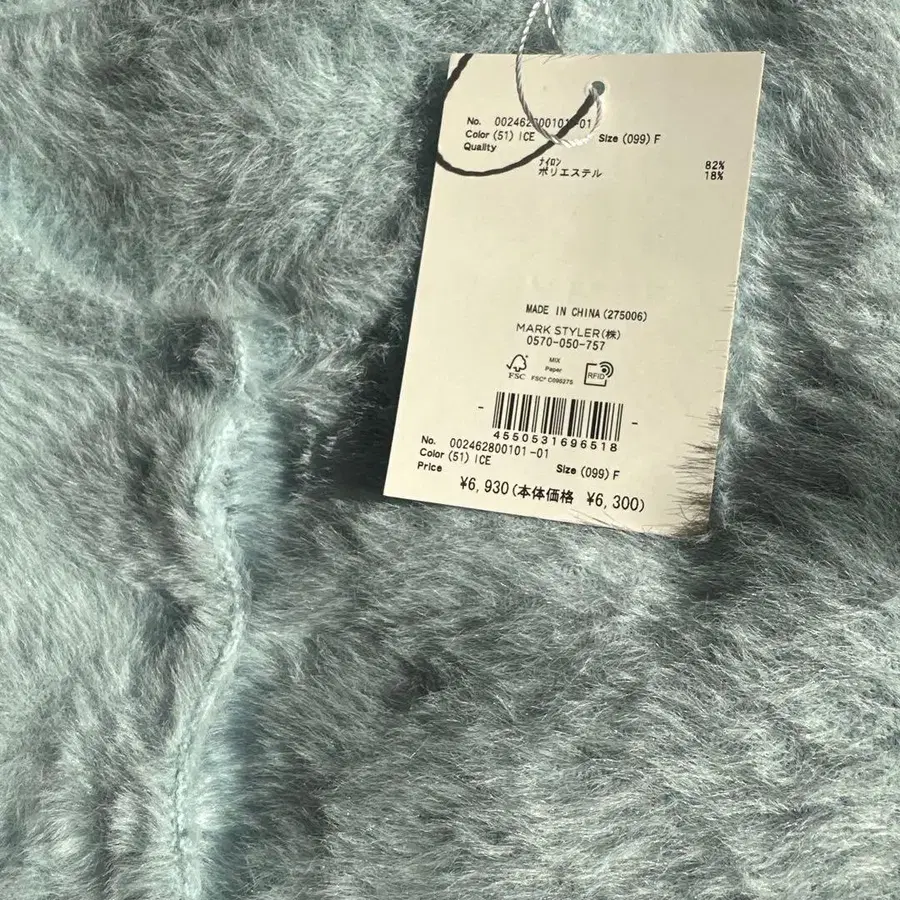 No. 002462800101-01
Color (51) ICE Size (099) F
Quality
ナイロン 82%
ポリエステル 18%
MADE IN CHINA (275006)
MARK STYLER(株)
0570-050-757
FSC
MIX
Paper
FSC® C099275
RFID
4550531696518
No. 002462800101-01
Color (51) ICE Size (099) F
Price
¥6,930(本体価格 ¥6,300)